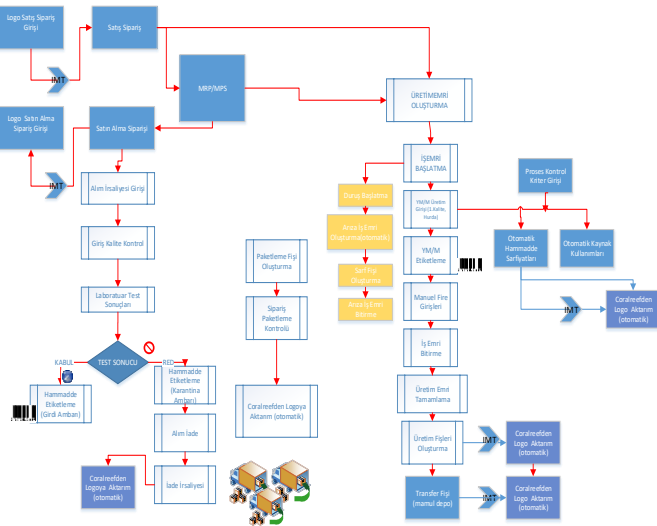 Logo Satış Sipariş
Girişi
Satış Sipariş
IMT
MRP/MPS
Logo Satın Alma
Sipariş Girişi
Satın Alma Siparişi
IMT
ÜRETİMEMRİ
OLUŞTURMA
Alım İrsaliyesi Girişi
Giriş Kalite Kontrol
Laboratuar Test
Sonuçları
TEST SONUCU
KABUL
RED
Hammadde
Etiketleme
(Girdi Ambarı)
Hammadde
Etiketleme
(Karantina
Ambarı)
Alım İade
İade İrsaliyesi
Coralreefden
Logoya Aktarım
(otomatik)
Paketleme Fişi
Oluşturma
Sipariş
Paketleme
Kontrolü
Coralreefden Logoya
Aktarım (otomatik)
İŞEMRİ
BAŞLATMA
Duruş Başlatma
Arıza İş Emri
Oluşturma(otomatik)
Sarf Fişi
Oluşturma
Arıza İş Emri
Bitirme
YM/M Üretim
Girişi (1.Kalite,
Hurda)
YM/M
Etiketleme
Manuel Fire
Girişleri
İş Emri
Bitirme
Üretim Emri
Tamamlama
Üretim Fişleri
Oluşturma
Transfer Fişi
(mamul depo)
Proses Kontrol
Kriter Girişi
Otomatik
Hammadde
Sarfiyatları
Otomatik Kaynak
Kullanımları
IMT
Coralreefden
Logo Aktarım
(otomatik)
IMT
Coralreefden
Logo Aktarım
(otomatik)
IMT
Coralreefden
Logo Aktarım
(otomatik)